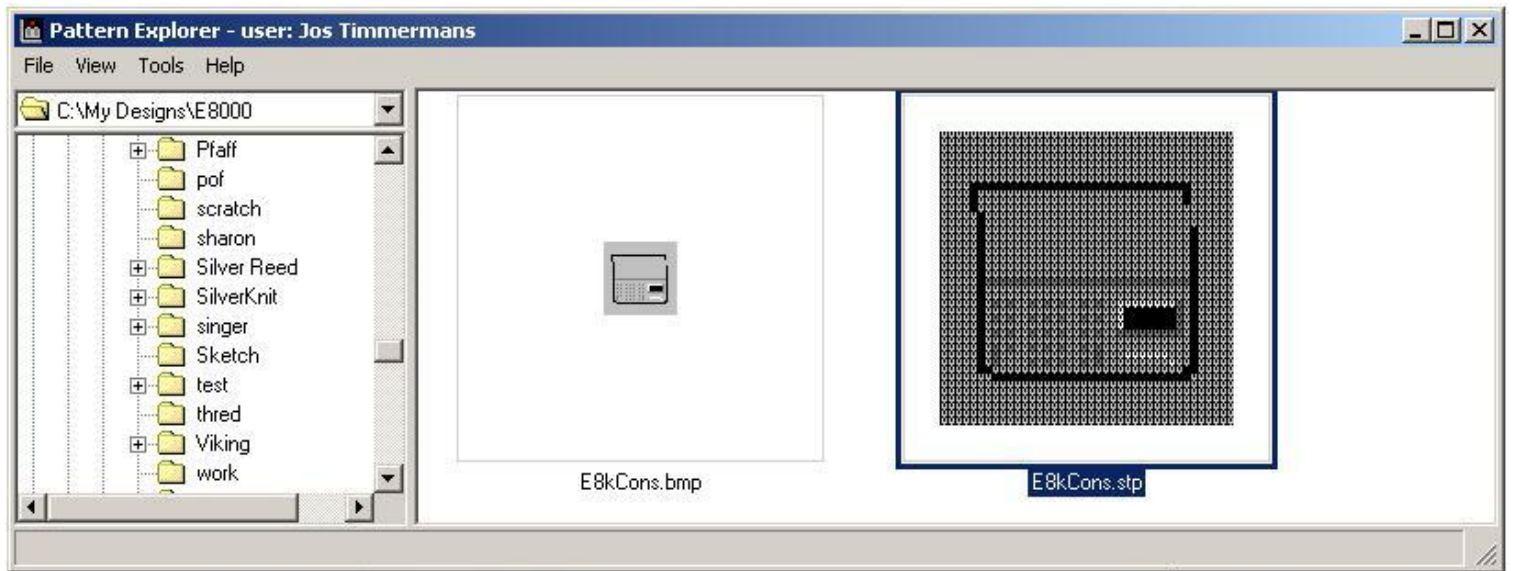 Pattern Explorer - user: Jos Timmermans
File View Tools Help
C:\My Designs\E8000
Pfaff
pof
scratch
sharon
Silver Reed
SilverKnit
singer
Sketch
test
thred
Viking
work
E8kCons.bmp
E8kCons.stp